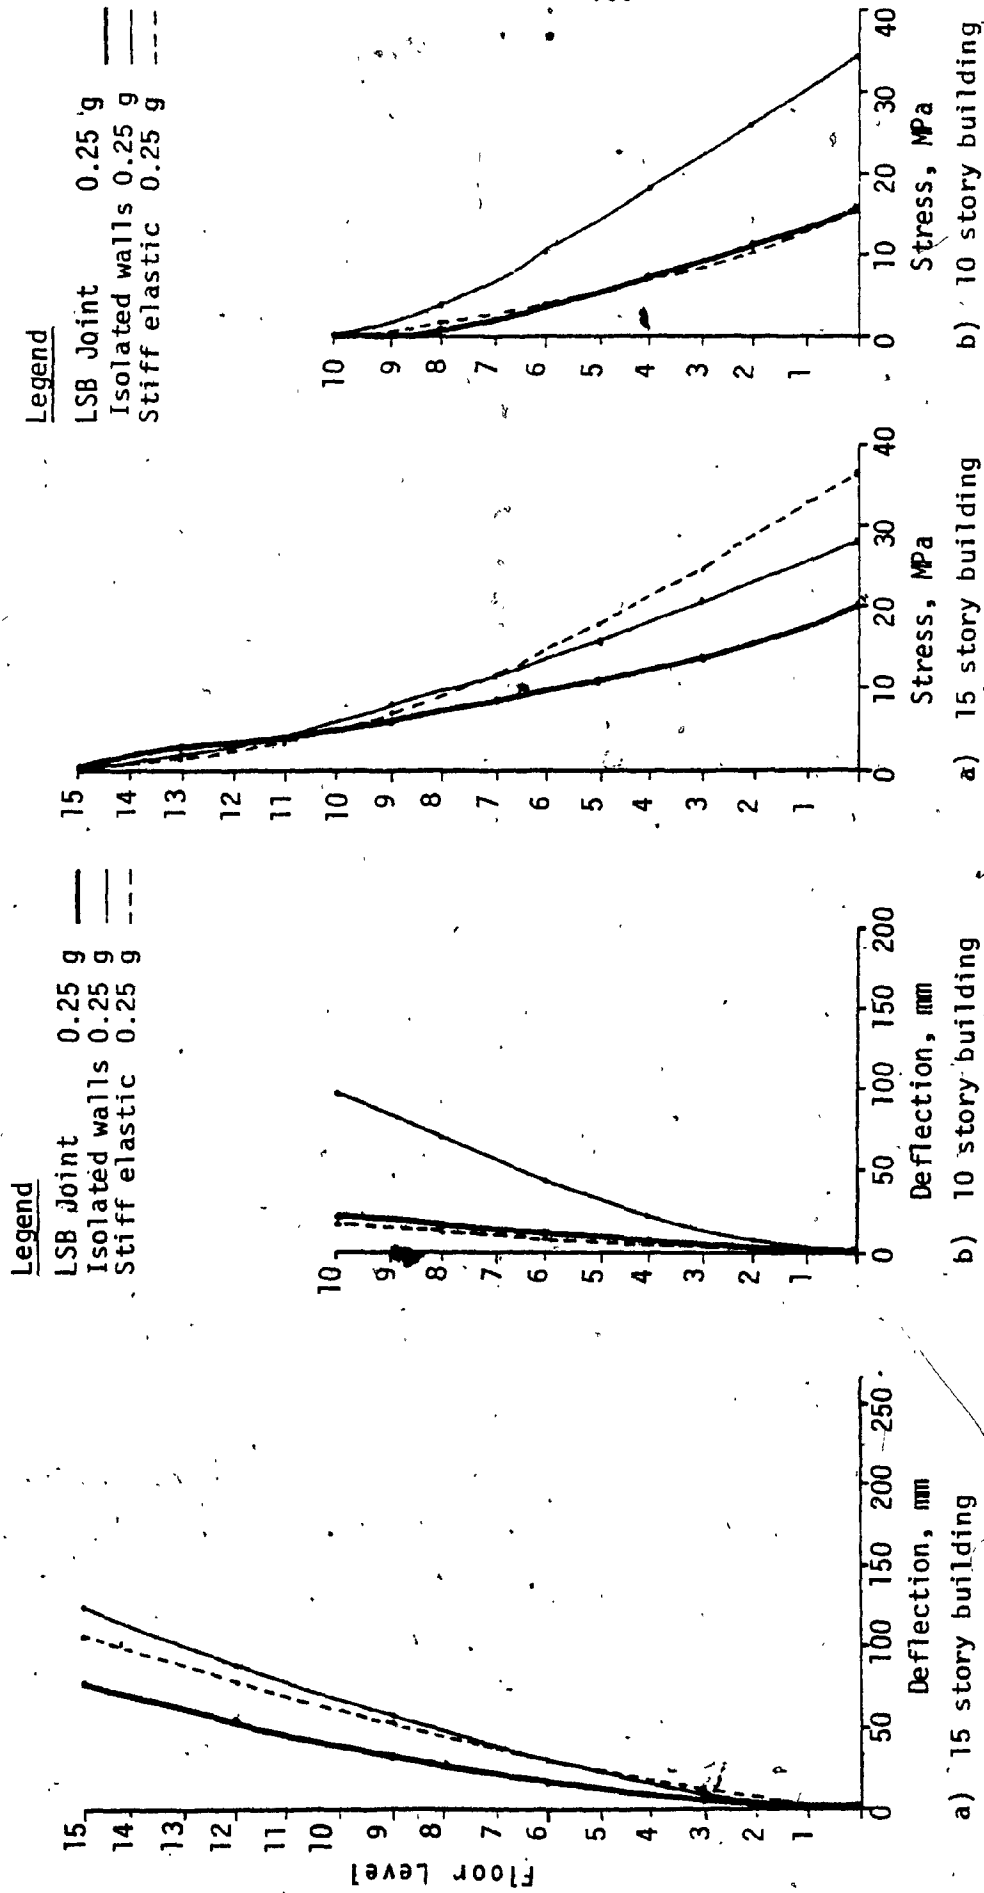 Legend
LSB Joint 0.25 g
Isolated walls 0.25 g
Stiff elastic 0.25 g
Floor Level
15
14
13
12
11
10
9
8
7
6
5
4
3
2
1
0 50 100 150 200 250
Deflection, mm
a) 15 story building
10
9
8
7
6
5
4
3
2
1
0 50 100 150 200
Deflection, mm
b) 10 story building
Legend
LSB Joint 0.25 g
Isolated walls 0.25 g
Stiff elastic 0.25 g
15
14
13
12
11
10
9
8
7
6
5
4
3
2
1
0 10 20 30 40
Stress, MPa
a) 15 story building
10
9
8
7
6
5
4
3
2
1
0 10 20 30 40
Stress, MPa
b) 10 story building